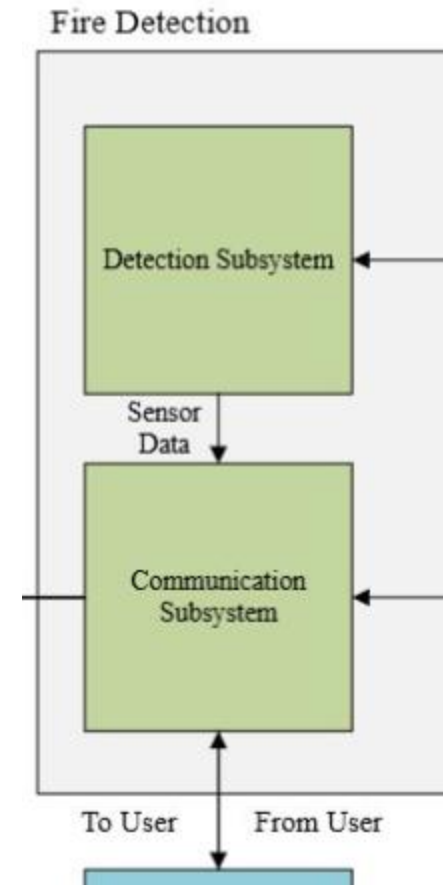 Fire Detection
Detection Subsystem
Sensor
Data
Communication
Subsystem
To User
From User